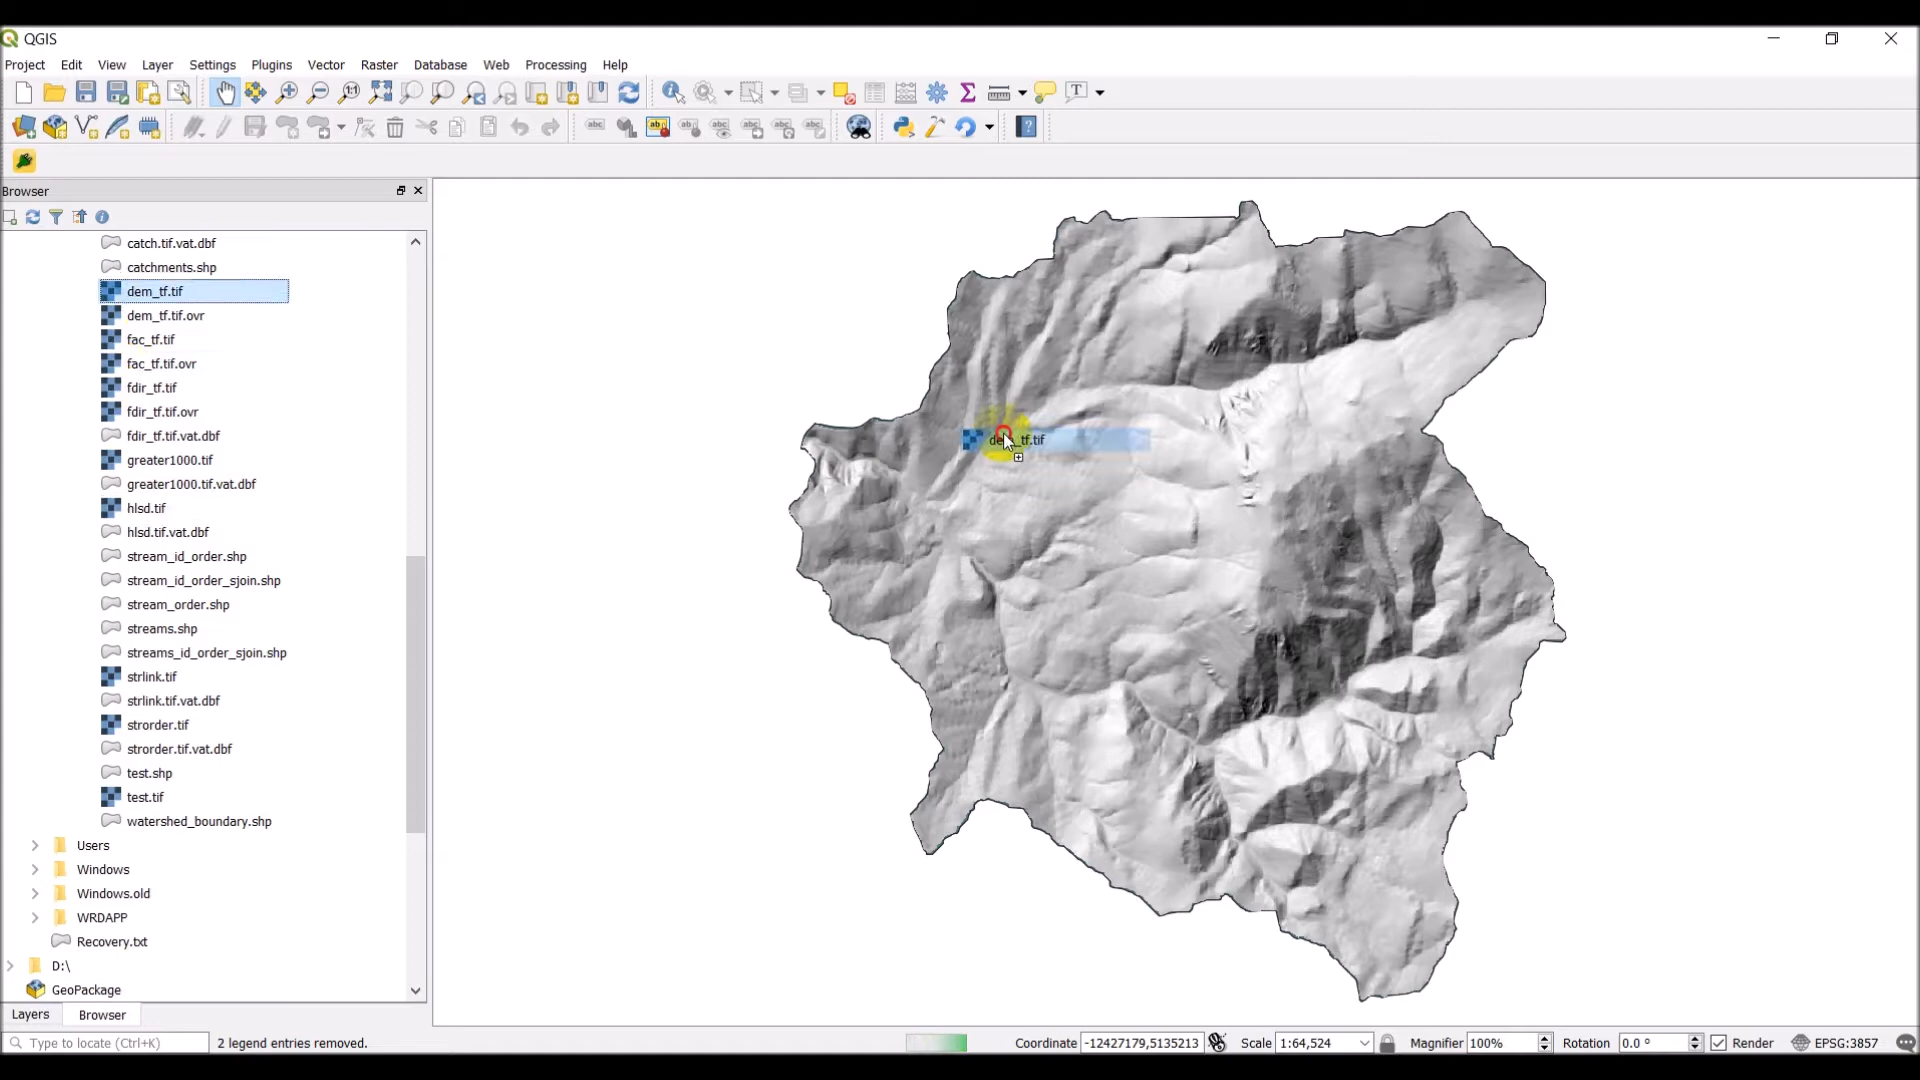 QGIS
Project Edit View Layer Settings Plugins Vector Raster Database Web Processing Help
Browser
catch.tif.vat.dbf
catchments.shp
dem_tf.tif
dem_tf.tif.ovr
fac_tf.tif
fac_tf.tif.ovr
fdir_tf.tif
fdir_tf.tif.ovr
fdir_tf.tif.vat.dbf
greater1000.tif
greater1000.tif.vat.dbf
hlsd.tif
hlsd.tif.vat.dbf
stream_id_order.shp
stream_id_order_sjoin.shp
stream_order.shp
streams.shp
streams_id_order_sjoin.shp
strlink.tif
strlink.tif.vat.dbf
strorder.tif
strorder.tif.vat.dbf
test.shp
test.tif
watershed_boundary.shp
Users
Windows
Windows.old
WRDAPP
Recovery.txt
D:\
GeoPackage
dem_tf.tif
Layers Browser
Type to locate (Ctrl+K) 2 legend entries removed. Coordinate -12427179,5135213 Scale 1:64,524 Magnifier 100% Rotation 0.0 ° Render EPSG:3857